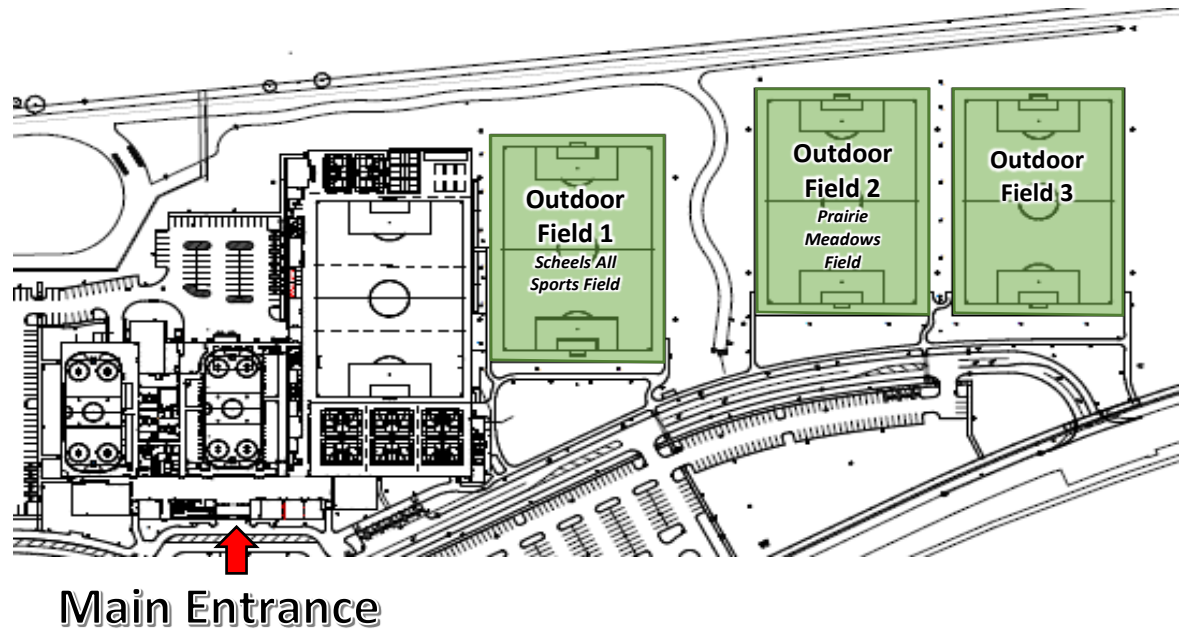 Outdoor
Field 1
Scheels All
Sports Field
Outdoor
Field 2
Prairie
Meadows
Field
Outdoor
Field 3
Main Entrance